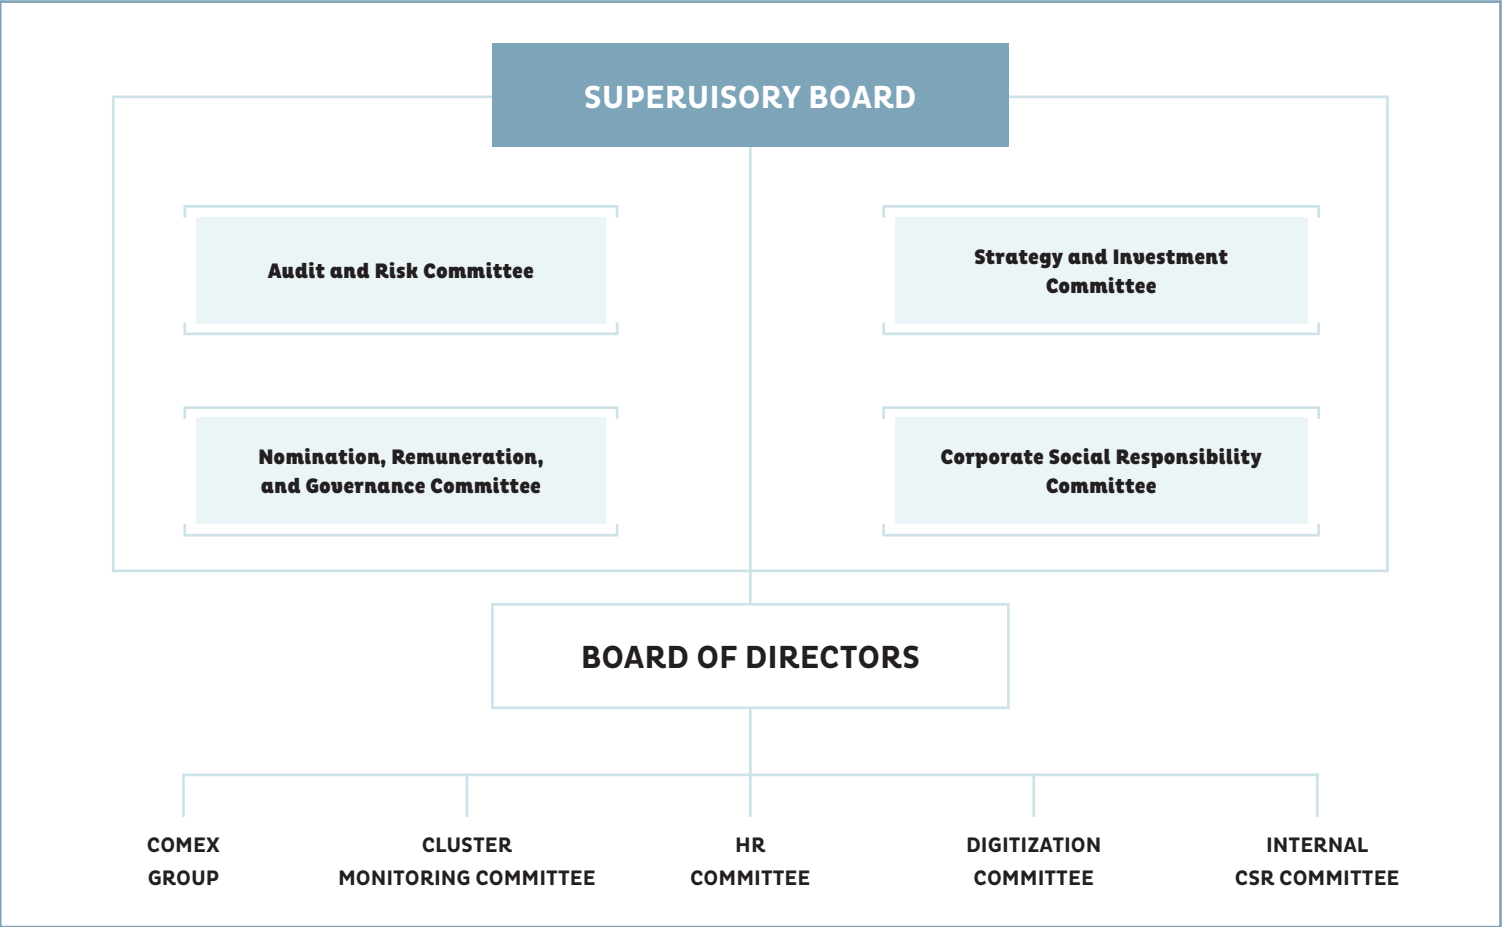 SUPERUISORY BOARD
Audit and Risk Committee
Strategy and Investment
Committee
Nomination, Remuneration,
and Governance Committee
Corporate Social Responsibility
Committee
BOARD OF DIRECTORS
COMEX
GROUP
CLUSTER
MONITORING COMMITTEE
HR
COMMITTEE
DIGITIZATION
COMMITTEE
INTERNAL
CSR COMMITTEE